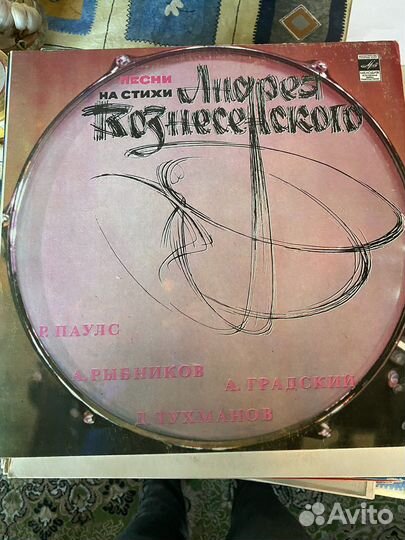 ПЕСНИ
НА СТИХИ Андрея
Вознесенского
Р. ПАУЛС
А. РЫБНИКОВ А. ГРАДСКИЙ
Д. ТУХМАНОВ
Avito